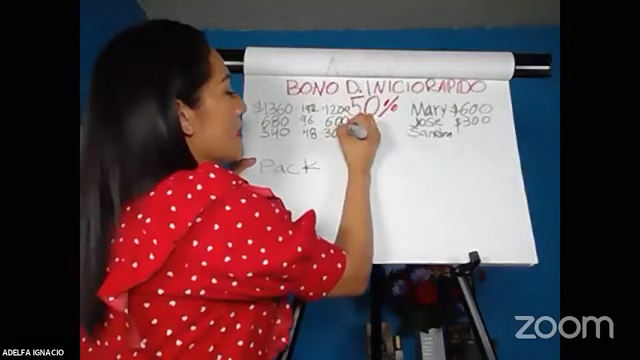 BONO D. INICIO RAPIDO
$1360 192 1200 50% Mary $600
680 96 600 Jose $300
340 48 30 Sandra
Pack
zoom
ADELFA IGNACIO